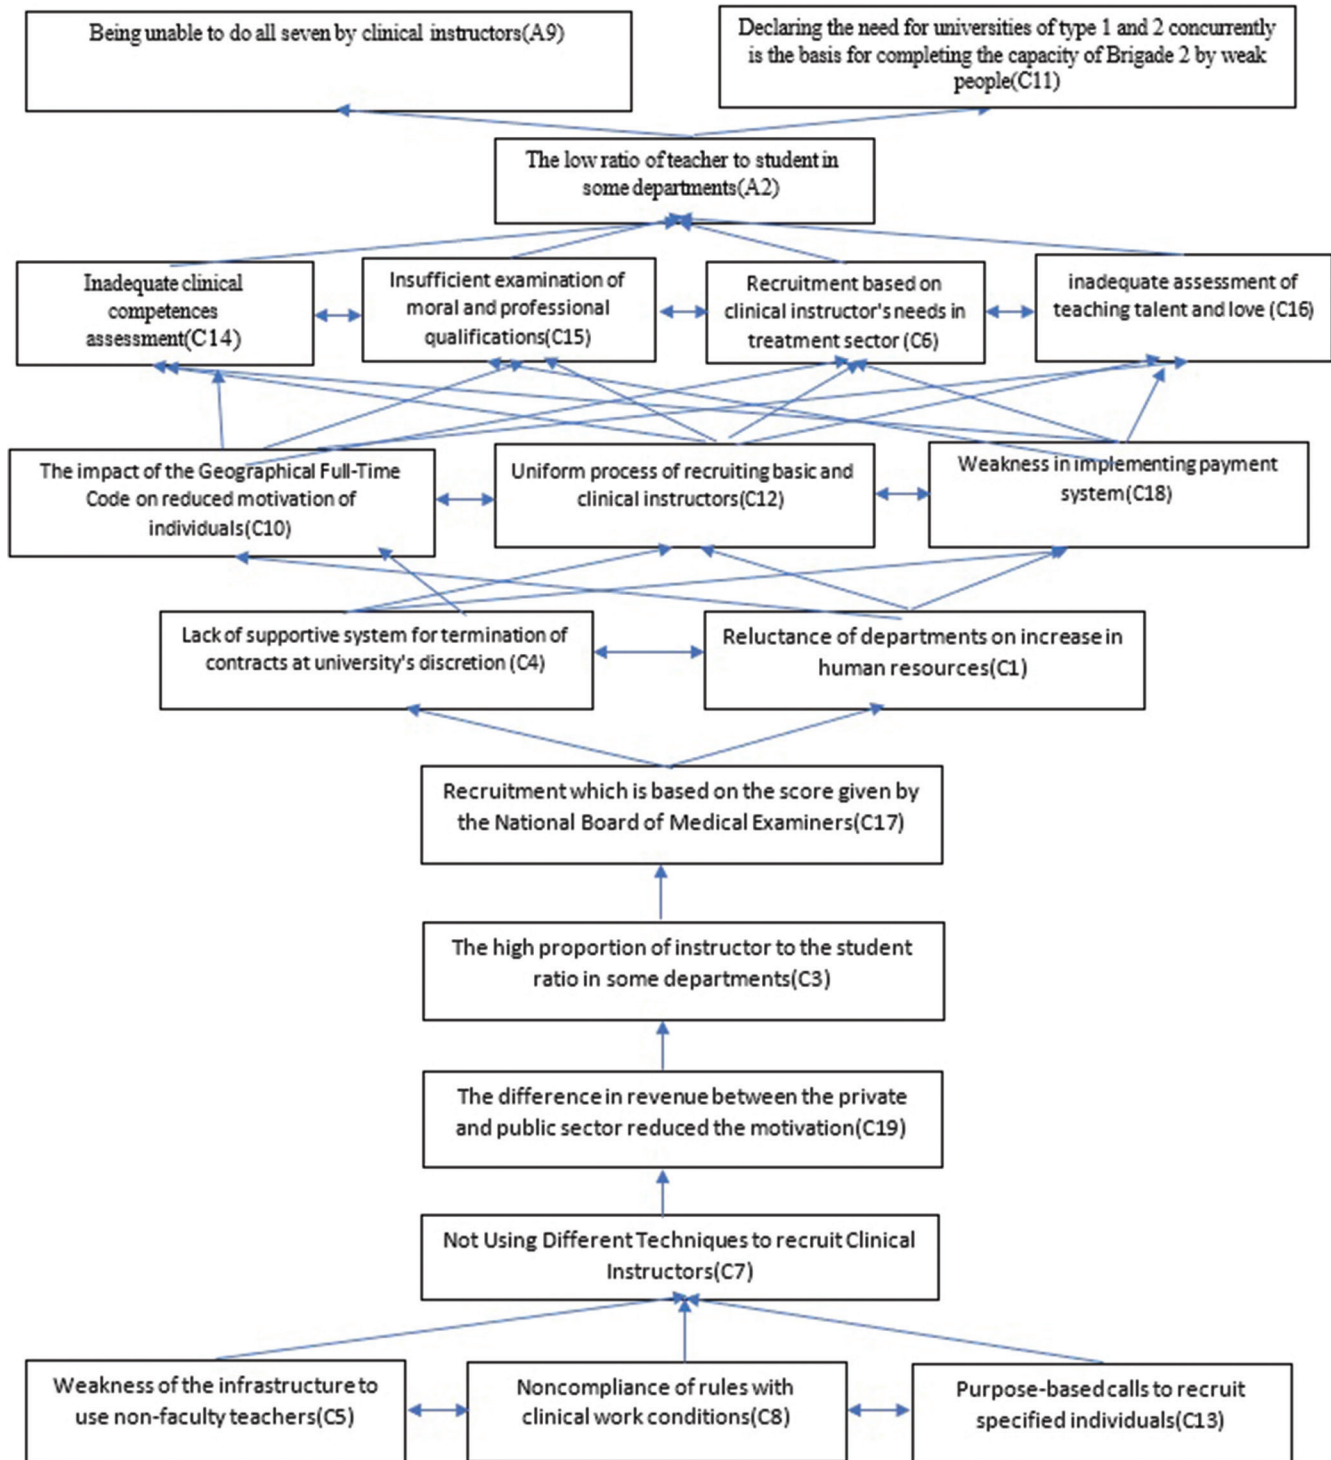 Being unable to do all seven by clinical instructors(A9)
Declaring the need for universities of type 1 and 2 concurrently
is the basis for completing the capacity of Brigade 2 by weak
people(C11)
The low ratio of teacher to student in
some departments(A2)
Inadequate clinical
competences
assessment(C14)
Insufficient examination of
moral and professional
qualifications(C15)
Recruitment based on
clinical instructor's needs in
treatment sector (C6)
inadequate assessment of
teaching talent and love (C16)
The impact of the Geographical Full-Time
Code on reduced motivation of
individuals(C10)
Uniform process of recruiting basic and
clinical instructors(C12)
Weakness in implementing payment
system(C18)
Lack of supportive system for termination of
contracts at university's discretion (C4)
Reluctance of departments on increase in
human resources(C1)
Recruitment which is based on the score given by
the National Board of Medical Examiners(C17)
The high proportion of instructor to the student
ratio in some departments(C3)
The difference in revenue between the private
and public sector reduced the motivation(C19)
Not Using Different Techniques to recruit Clinical
Instructors(C7)
Weakness of the infrastructure to
use non-faculty teachers(C5)
Noncompliance of rules with
clinical work conditions(C8)
Purpose-based calls to recruit
specified individuals(C13)